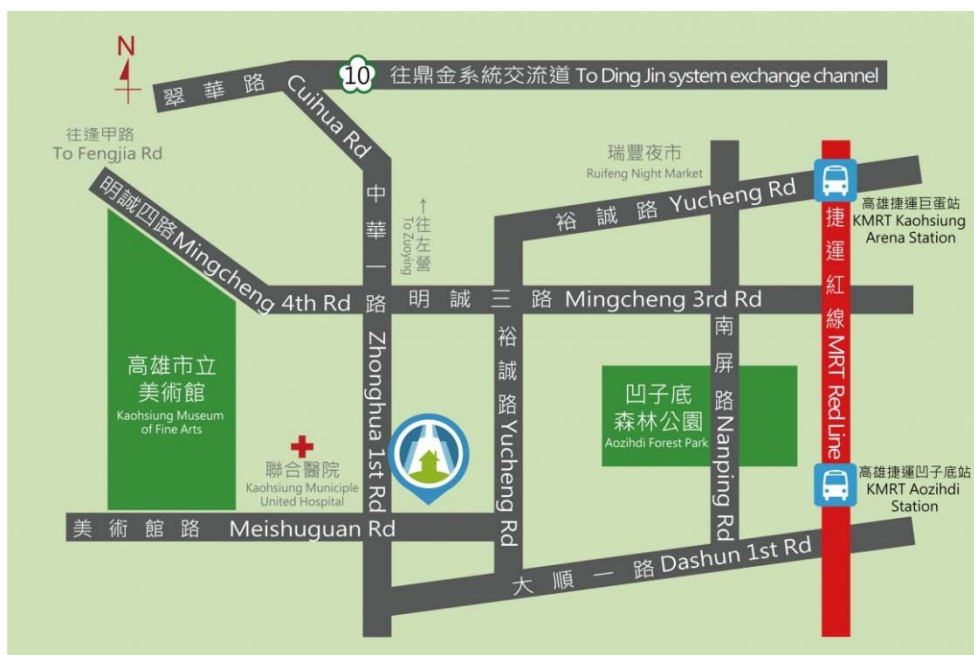 N
翠華路 Cuihua Rd
10 往鼎金系統交流道 To Ding Jin system exchange channel
往逢甲路
To Fengjia Rd
明誠四路 Mingcheng 4th Rd
中華一路 Zhonghua 1st Rd
←往左營
To Zuoying
瑞豐夜市
Ruifeng Night Market
裕誠路 Yucheng Rd
捷運紅線 MRT Red Line
高雄捷運巨蛋站
KMRT Kaohsiung
Arena Station
明誠三路 Mingcheng 3rd Rd
裕誠路 Yucheng Rd
南屏路 Nanping Rd
高雄市立
美術館
Kaohsiung Museum
of Fine Arts
凹子底
森林公園
Aozihdi Forest Park
聯合醫院
Kaohsiung Municiple
United Hospital
高雄捷運凹子底站
KMRT Aozihdi
Station
美術館路 Meishuguan Rd
大順一路 Dashun 1st Rd